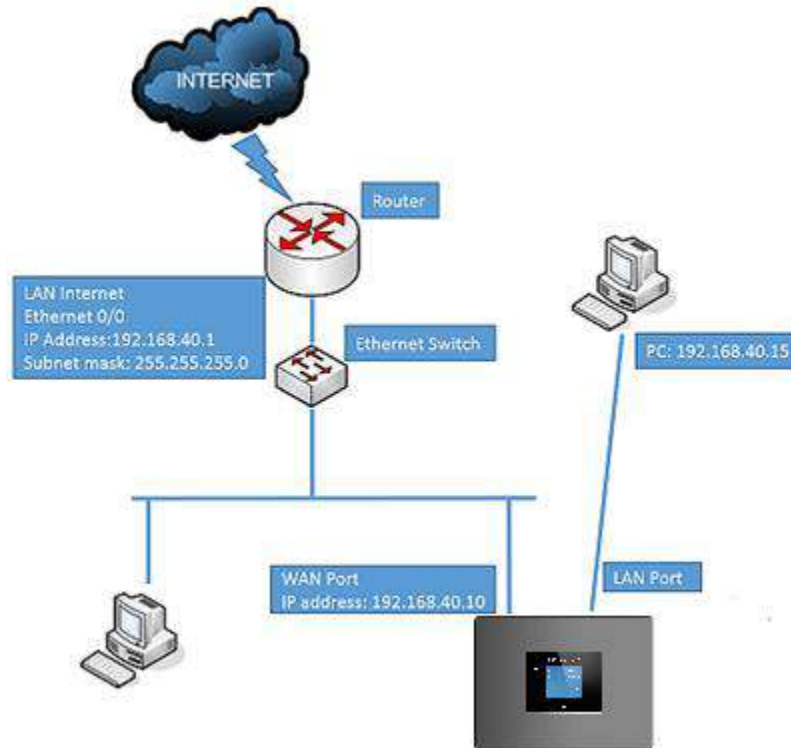 INTERNET
Router
LAN Internet
Ethernet 0/0
IP Address:192.168.40.1
Subnet mask: 255.255.255.0
Ethernet Switch
PC: 192.168.40.15
WAN Port
IP address: 192.168.40.10
LAN Port